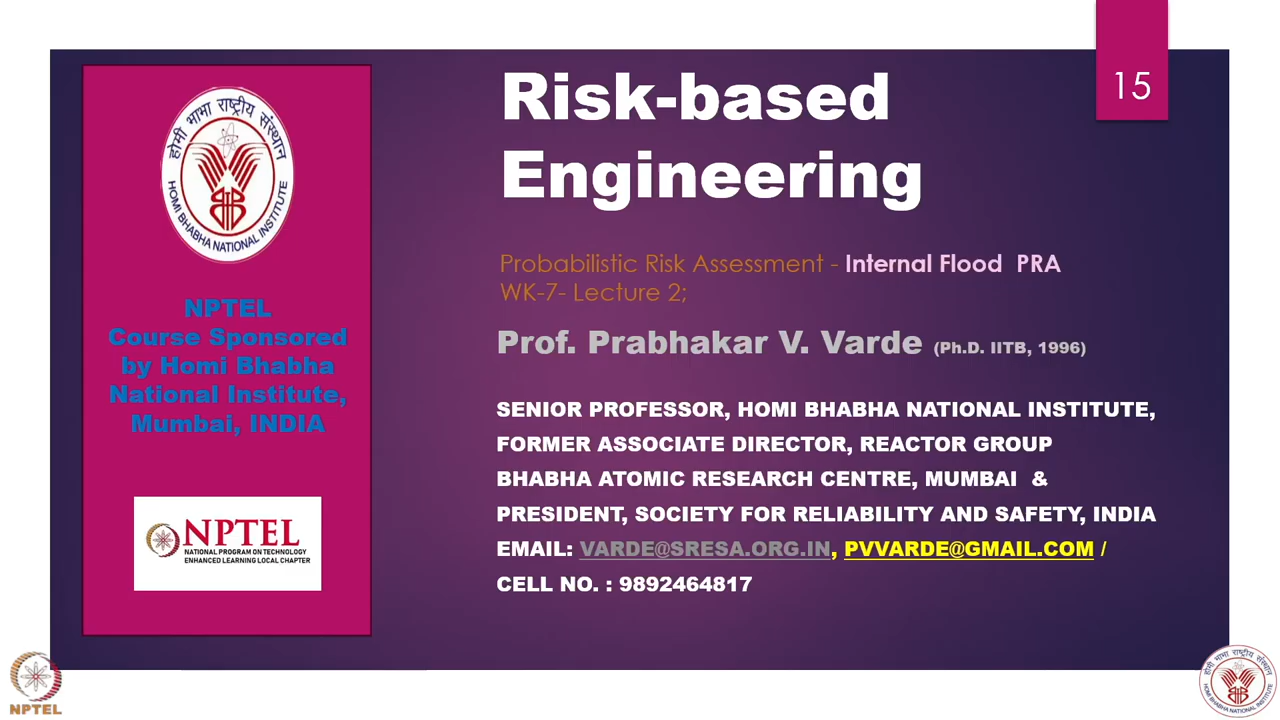 15
Risk-based
Engineering
Probabilistic Risk Assessment - Internal Flood PRA
WK-7- Lecture 2;
Prof. Prabhakar V. Varde (Ph.D. IITB, 1996)
SENIOR PROFESSOR, HOMI BHABHA NATIONAL INSTITUTE,
FORMER ASSOCIATE DIRECTOR, REACTOR GROUP
BHABHA ATOMIC RESEARCH CENTRE, MUMBAI &
PRESIDENT, SOCIETY FOR RELIABILITY AND SAFETY, INDIA
EMAIL: VARDE@SRESA.ORG.IN, PVVARDE@GMAIL.COM /
CELL NO. : 9892464817
होमी भाभा राष्ट्रीय संस्थान
HOMI BHABHA NATIONAL INSTITUTE
NPTEL
Course Sponsored
by Homi Bhabha
National Institute,
Mumbai, INDIA
NPTEL
NATIONAL PROGRAM ON TECHNOLOGY
ENHANCED LEARNING LOCAL CHAPTER
NPTEL
होमी भाभा राष्ट्रीय संस्थान
HOMI BHABHA NATIONAL INSTITUTE